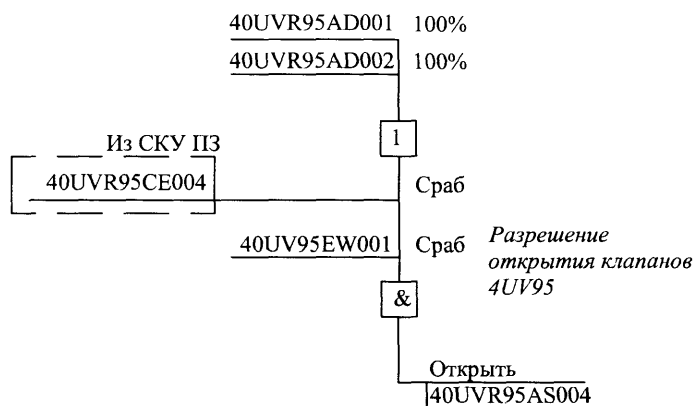 40UVR95AD001 100%
40UVR95AD002 100%
1
Из СКУ ПЗ
40UVR95CE004 Сраб
40UV95EW001 Сраб
Разрешение
открытия клапанов
4UV95
&
Открыть
40UVR95AS004